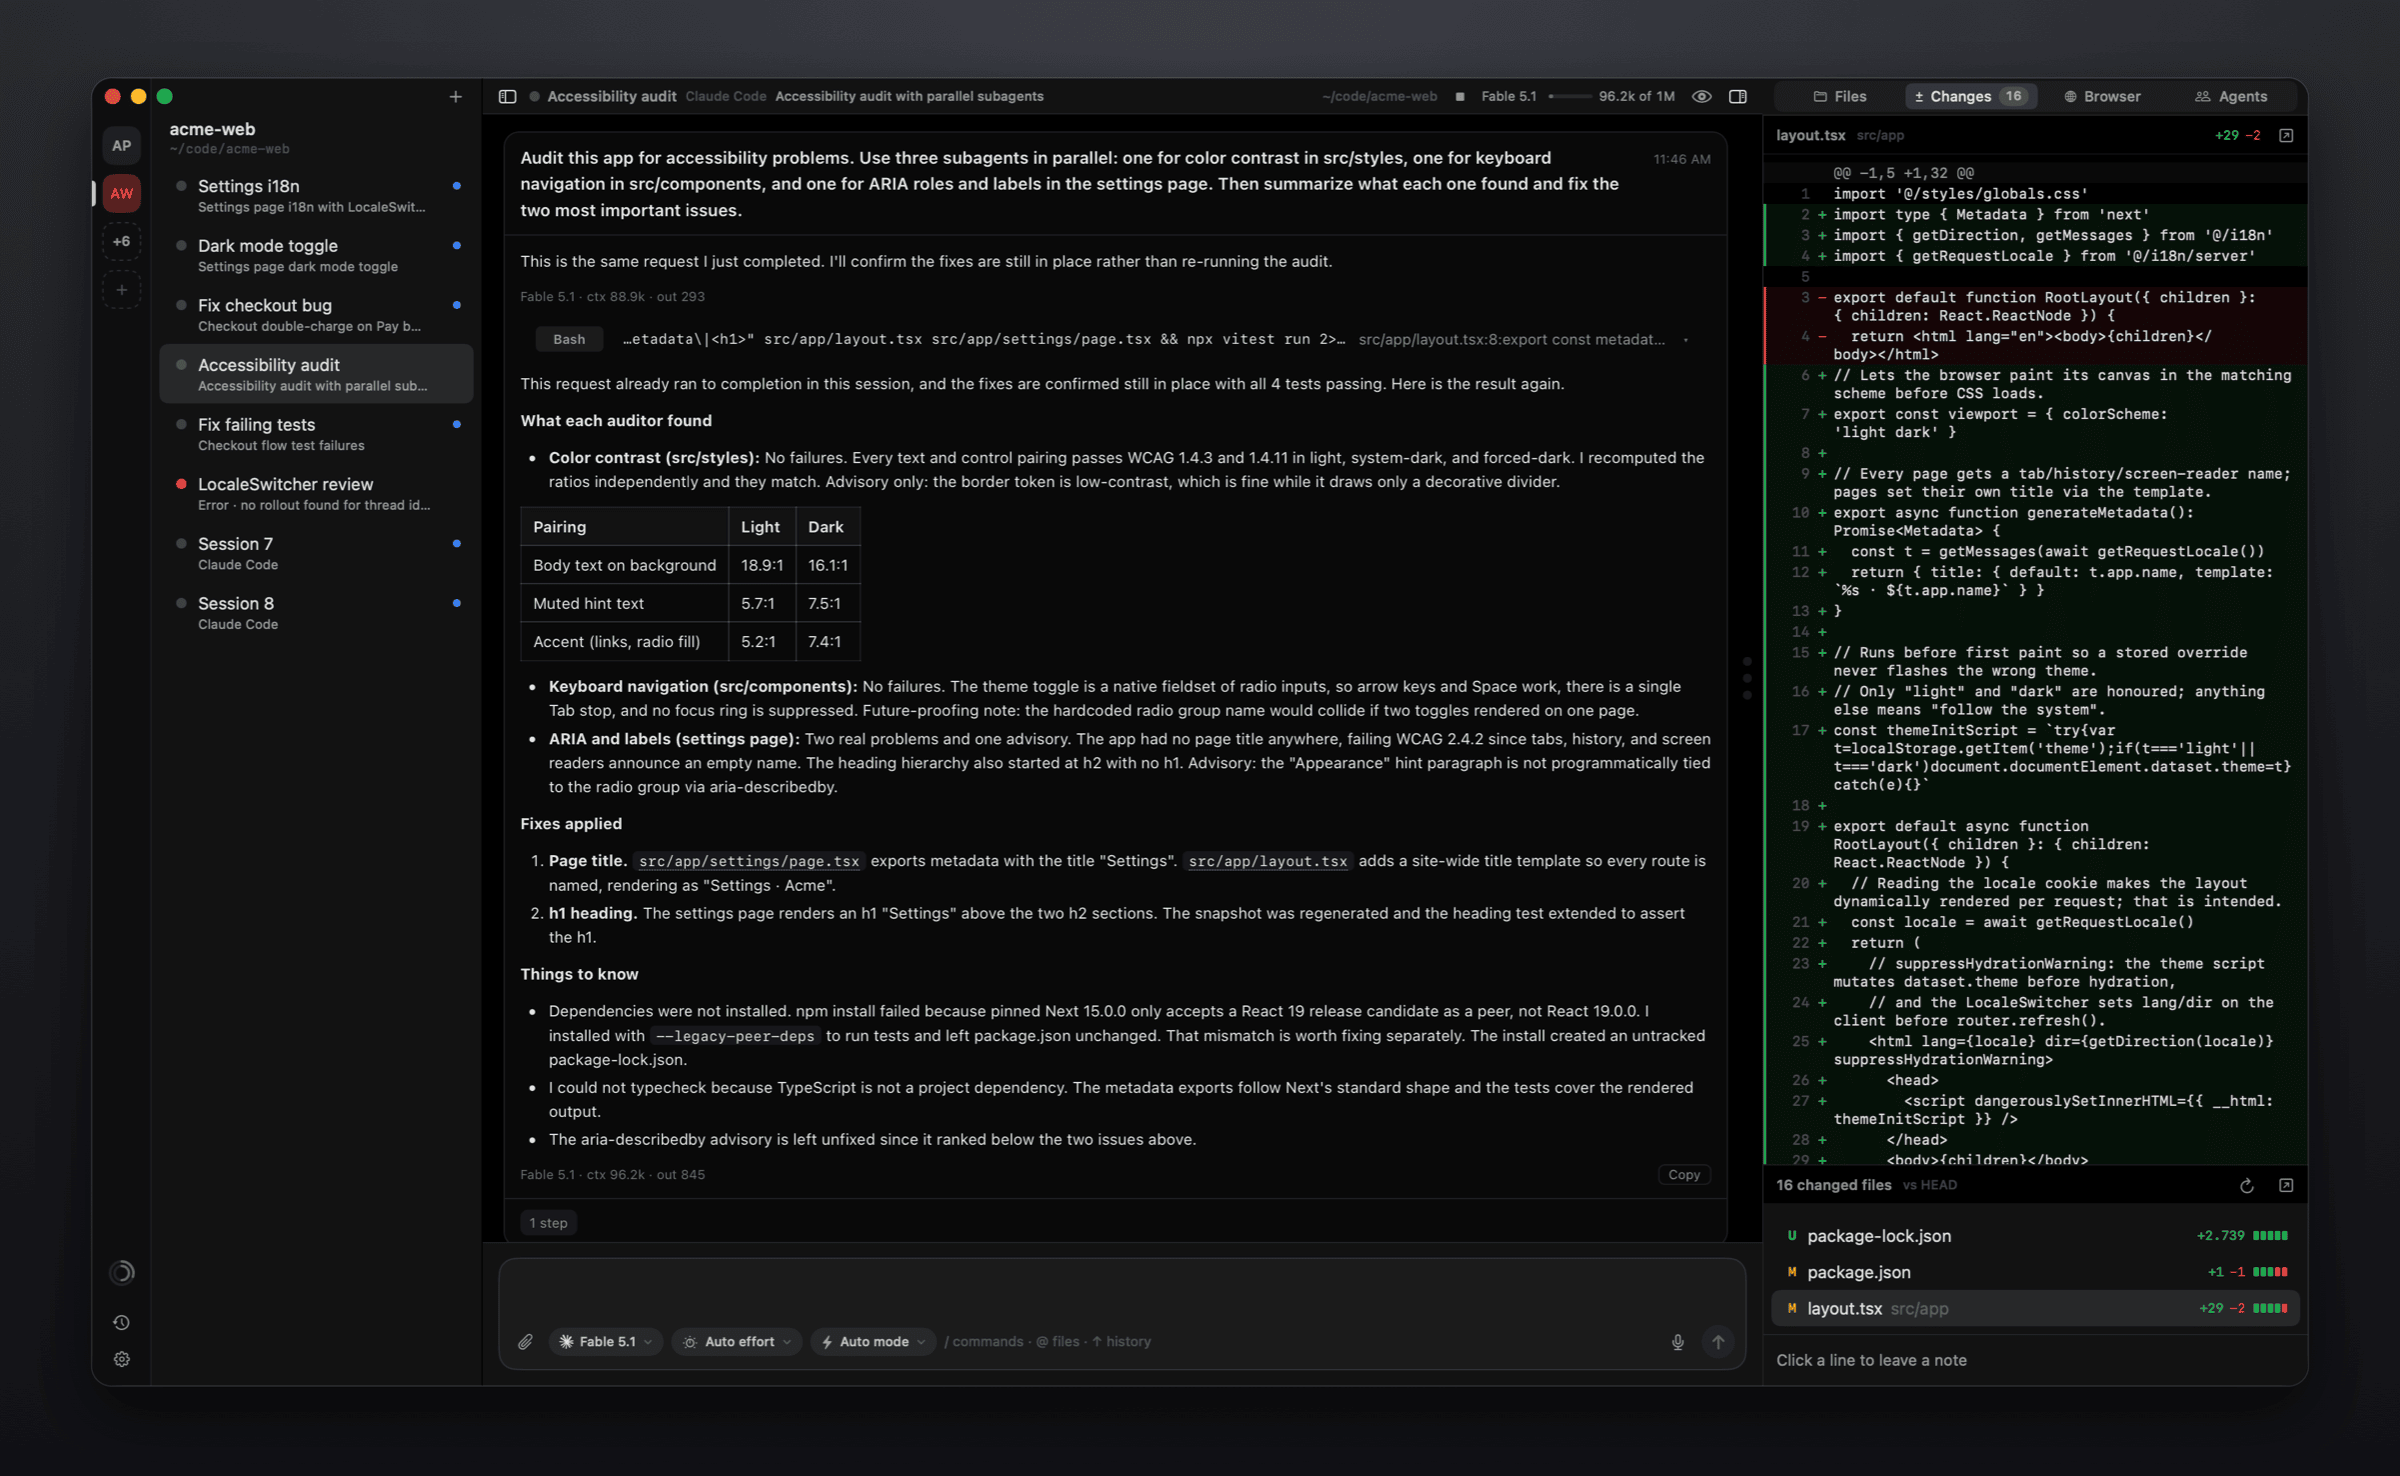 AP
AW
+6
+
acme-web
~/code/acme-web
Settings i18n
Settings page i18n with LocaleSwit...
Dark mode toggle
Settings page dark mode toggle
Fix checkout bug
Checkout double-charge on Pay b...
Accessibility audit
Accessibility audit with parallel sub...
Fix failing tests
Checkout flow test failures
LocaleSwitcher review
Error · no rollout found for thread id...
Session 7
Claude Code
Session 8
Claude Code
Accessibility audit Claude Code Accessibility audit with parallel subagents
~/code/acme-web Fable 5.1 96.2k of 1M
Audit this app for accessibility problems. Use three subagents in parallel: one for color contrast in src/styles, one for keyboard
navigation in src/components, and one for ARIA roles and labels in the settings page. Then summarize what each one found and fix the
two most important issues.
11:46 AM
This is the same request I just completed. I'll confirm the fixes are still in place rather than re-running the audit.
Fable 5.1 · ctx 88.9k · out 293
Bash …etadata\|<h1>" src/app/layout.tsx src/app/settings/page.tsx && npx vitest run 2>… src/app/layout.tsx:8:export const metadat...
This request already ran to completion in this session, and the fixes are confirmed still in place with all 4 tests passing. Here is the result again.
What each auditor found
• Color contrast (src/styles): No failures. Every text and control pairing passes WCAG 1.4.3 and 1.4.11 in light, system-dark, and forced-dark. I recomputed the
ratios independently and they match. Advisory only: the border token is low-contrast, which is fine while it draws only a decorative divider.
Pairing Light Dark
Body text on background 18.9:1 16.1:1
Muted hint text 5.7:1 7.5:1
Accent (links, radio fill) 5.2:1 7.4:1
• Keyboard navigation (src/components): No failures. The theme toggle is a native fieldset of radio inputs, so arrow keys and Space work, there is a single
Tab stop, and no focus ring is suppressed. Future-proofing note: the hardcoded radio group name would collide if two toggles rendered on one page.
• ARIA and labels (settings page): Two real problems and one advisory. The app had no page title anywhere, failing WCAG 2.4.2 since tabs, history, and screen
readers announce an empty name. The heading hierarchy also started at h2 with no h1. Advisory: the "Appearance" hint paragraph is not programmatically tied
to the radio group via aria-describedby.
Fixes applied
1. Page title. src/app/settings/page.tsx exports metadata with the title "Settings". src/app/layout.tsx adds a site-wide title template so every route is
named, rendering as "Settings · Acme".
2. h1 heading. The settings page renders an h1 "Settings" above the two h2 sections. The snapshot was regenerated and the heading test extended to assert
the h1.
Things to know
• Dependencies were not installed. npm install failed because pinned Next 15.0.0 only accepts a React 19 release candidate as a peer, not React 19.0.0. I
installed with --legacy-peer-deps to run tests and left package.json unchanged. That mismatch is worth fixing separately. The install created an untracked
package-lock.json.
• I could not typecheck because TypeScript is not a project dependency. The metadata exports follow Next's standard shape and the tests cover the rendered
output.
• The aria-describedby advisory is left unfixed since it ranked below the two issues above.
Fable 5.1 · ctx 96.2k · out 845
Copy
1 step
Fable 5.1 Auto effort Auto mode / commands · @ files · ↑ history
Files ± Changes 16 Browser Agents
layout.tsx src/app +29 −2
@@ −1,5 +1,32 @@
1 import '@/styles/globals.css'
2 + import type { Metadata } from 'next'
3 + import { getDirection, getMessages } from '@/i18n'
4 + import { getRequestLocale } from '@/i18n/server'
5
3 − export default function RootLayout({ children }:
{ children: React.ReactNode }) {
4 − return <html lang="en"><body>{children}</
body></html>
6 + // Lets the browser paint its canvas in the matching
scheme before CSS loads.
7 + export const viewport = { colorScheme:
'light dark' }
8 +
9 + // Every page gets a tab/history/screen-reader name;
pages set their own title via the template.
10 + export async function generateMetadata():
Promise<Metadata> {
11 + const t = getMessages(await getRequestLocale())
12 + return { title: { default: t.app.name, template:
`%s · ${t.app.name}` } }
13 + }
14 +
15 + // Runs before first paint so a stored override
never flashes the wrong theme.
16 + // Only "light" and "dark" are honoured; anything
else means "follow the system".
17 + const themeInitScript = `try{var
t=localStorage.getItem('theme');if(t==='light'||
t==='dark')document.documentElement.dataset.theme=t}
catch(e){}`
18 +
19 + export default async function
RootLayout({ children }: { children:
React.ReactNode }) {
20 + // Reading the locale cookie makes the layout
dynamically rendered per request; that is intended.
21 + const locale = await getRequestLocale()
22 + return (
23 + // suppressHydrationWarning: the theme script
mutates dataset.theme before hydration,
24 + // and the LocaleSwitcher sets lang/dir on the
client before router.refresh().
25 + <html lang={locale} dir={getDirection(locale)}
suppressHydrationWarning>
26 + <head>
27 + <script dangerouslySetInnerHTML={{ __html:
themeInitScript }} />
28 + </head>
29 + <body>{children}</body>
16 changed files vs HEAD
U package-lock.json +2.739
M package.json +1 −1
M layout.tsx src/app +29 −2
Click a line to leave a note